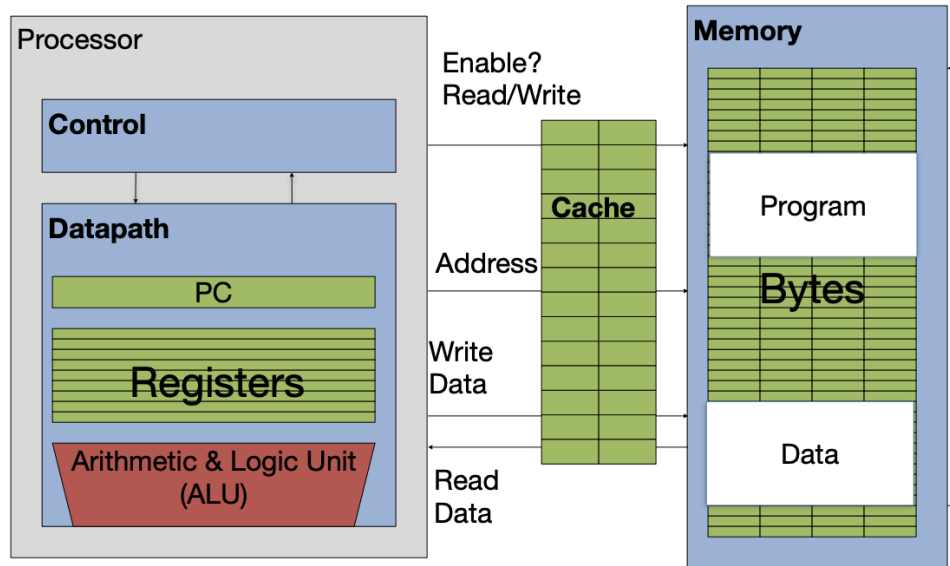 Processor
Control
Datapath
PC
Registers
Arithmetic & Logic Unit
(ALU)
Enable?
Read/Write
Address
Write
Data
Read
Data
Cache
Memory
Program
Bytes
Data